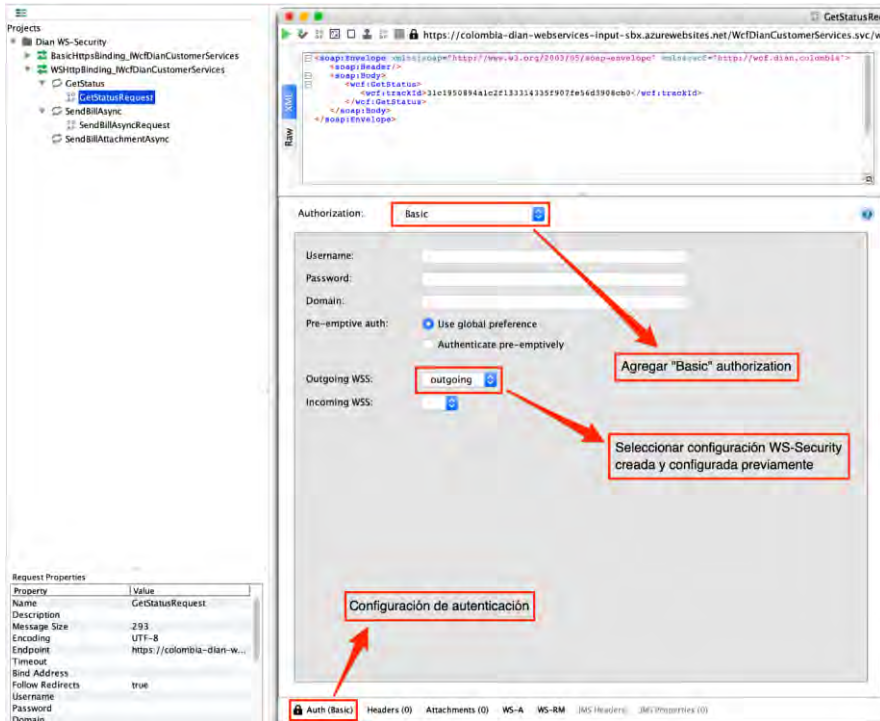 GetStatusReq
Projects
Dian WS-Security
BasicHttpsBinding_IWcfDianCustomerServices
WSHttpBinding_IWcfDianCustomerServices
GetStatus
GetStatusRequest
SendBillAsync
SendBillAsyncRequest
SendBillAttachmentAsync
https://colombia-dian-webservices-input-sbx.azurewebsites.net/WcfDianCustomerServices.svc/w
XML
Raw
<soap:Envelope xmlns:soap="http://www.w3.org/2003/05/soap-envelope" xmlns:wcf="http://wcf.dian.colombia">
<soap:Header/>
<soap:Body>
<wcf:GetStatus>
</wcf:GetStatus>
</soap:Body>
</soap:Envelope>
Authorization: Basic
Username:
Password:
Domain:
Pre-emptive auth: Use global preference
Authenticate pre-emptively
Agregar "Basic" authorization
Outgoing WSS: outgoing
Incoming WSS:
Seleccionar configuración WS-Security
creada y configurada previamente
Request Properties
Property Value
Name GetStatusRequest
Description
Message Size 293
Encoding UTF-8
Endpoint https://colombia-dian-w...
Timeout
Bind Address
Follow Redirects true
Username
Password
Domain
Configuración de autenticación
Auth (Basic) Headers (0) Attachments (0) WS-A WS-RM JMS Headers JMS Properties (0)